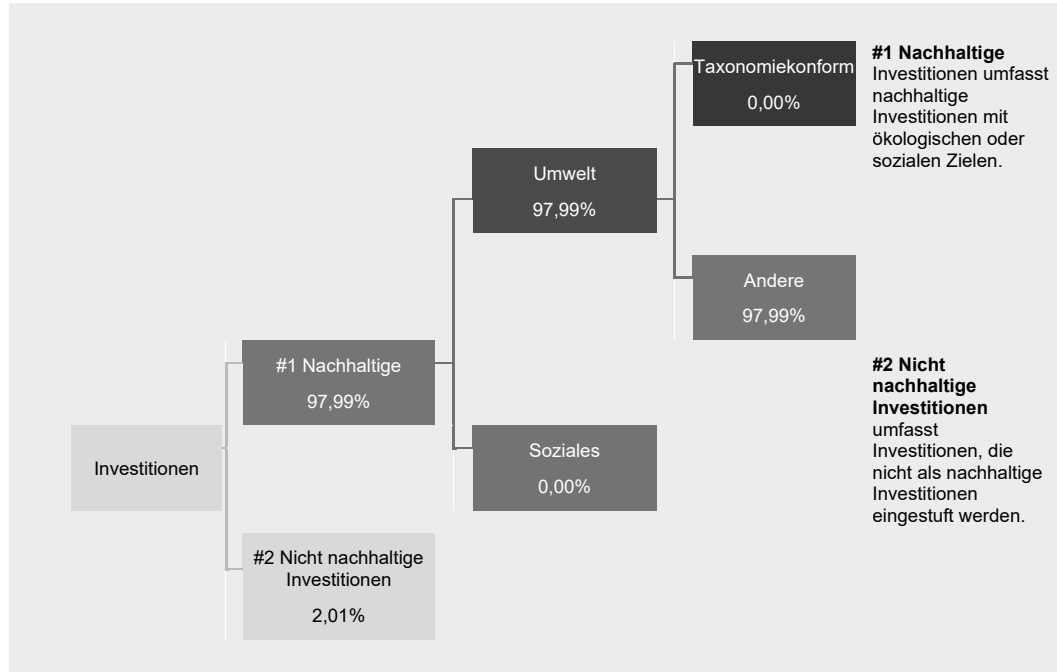 Taxonomiekonform
0,00%
#1 Nachhaltige
Investitionen umfasst
nachhaltige
Investitionen mit
ökologischen oder
sozialen Zielen.
Umwelt
97,99%
Andere
97,99%
#1 Nachhaltige
97,99%
#2 Nicht
nachhaltige
Investitionen
umfasst
Investitionen, die
nicht als nachhaltige
Investitionen
eingestuft werden.
Investitionen
Soziales
0,00%
#2 Nicht nachhaltige
Investitionen
2,01%